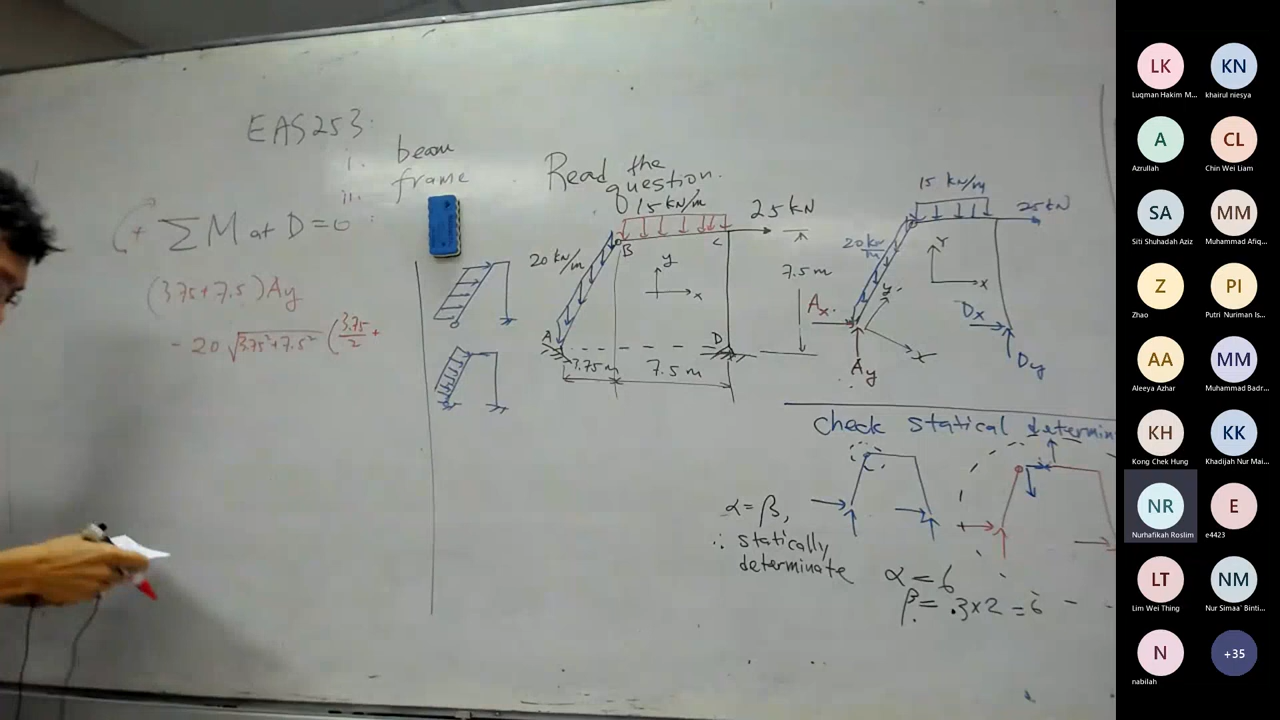 EAS253:
i. beam
ii. frame
(+ ΣM at D = 0 :
(3.75+7.5)Ay
- 20 √3.75²+7.5² (3.75/2 +
Read the
question.
15 kN/m
25 kN
20 kN/m
B
C
y
x
7.5 m
A
D
3.75 m
7.5 m
15 kN/m
25 kN
20 kN/m
Y
x
Ax
y'
x'
Ay
Dx
Dy
check statical determin
α = β,
∴ statically
determinate
α = 6
β = 3×2 = 6
LK
Luqman Hakim M...
KN
khairul niesya
A
Azrullah
CL
Chin Wei Liam
SA
Siti Shuhadah Aziz
MM
Muhammad Afiq...
Z
Zhao
PI
Putri Nuriman Is...
AA
Aleeya Azhar
MM
Muhammad Badr...
KH
Kong Chek Hung
KK
Khadijah Nur Mai...
NR
Nurhafikah Roslim
E
e4423
LT
Lim Wei Thing
NM
Nur Simaa` Binti...
N
nabilah
+35